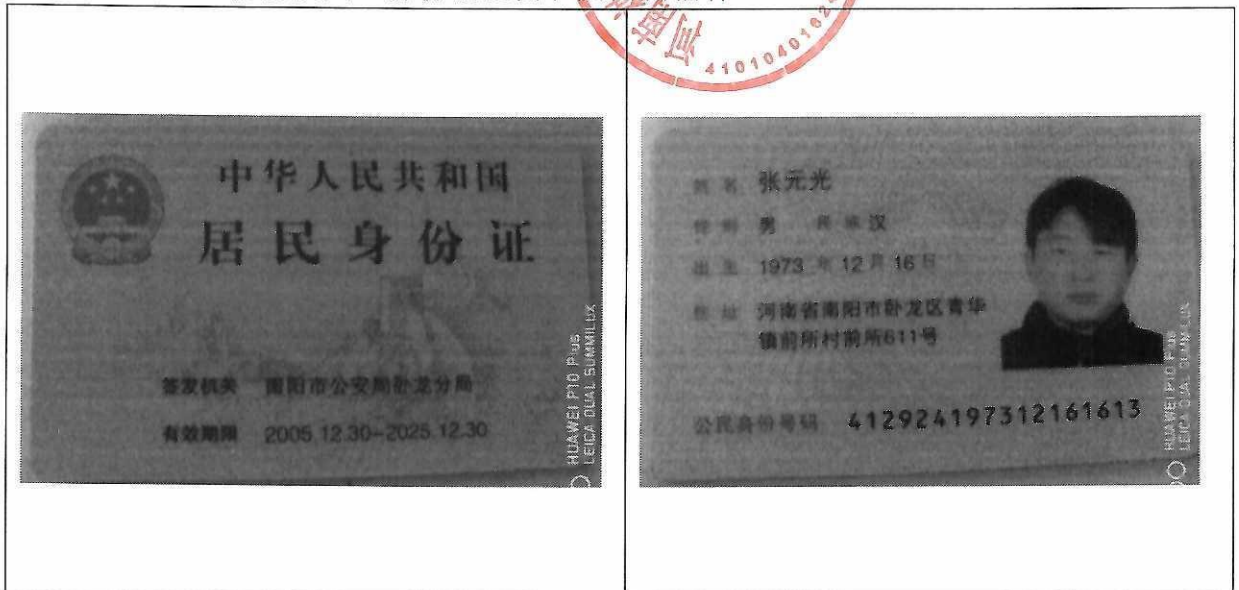 河南
41010401
中华人民共和国
居民身份证
签发机关 南阳市公安局卧龙分局
有效期限 2005.12.30-2025.12.30
HUAWEI P10 Plus
LEICA DUAL SUMMILUX
姓名 张元光
性别 男 民族 汉
出生 1973 年 12 月 16 日
住址 河南省南阳市卧龙区青华
镇前所村前所611号
公民身份号码 412924197312161613
HUAWEI P10 Plus
LEICA DUAL SUMMILUX